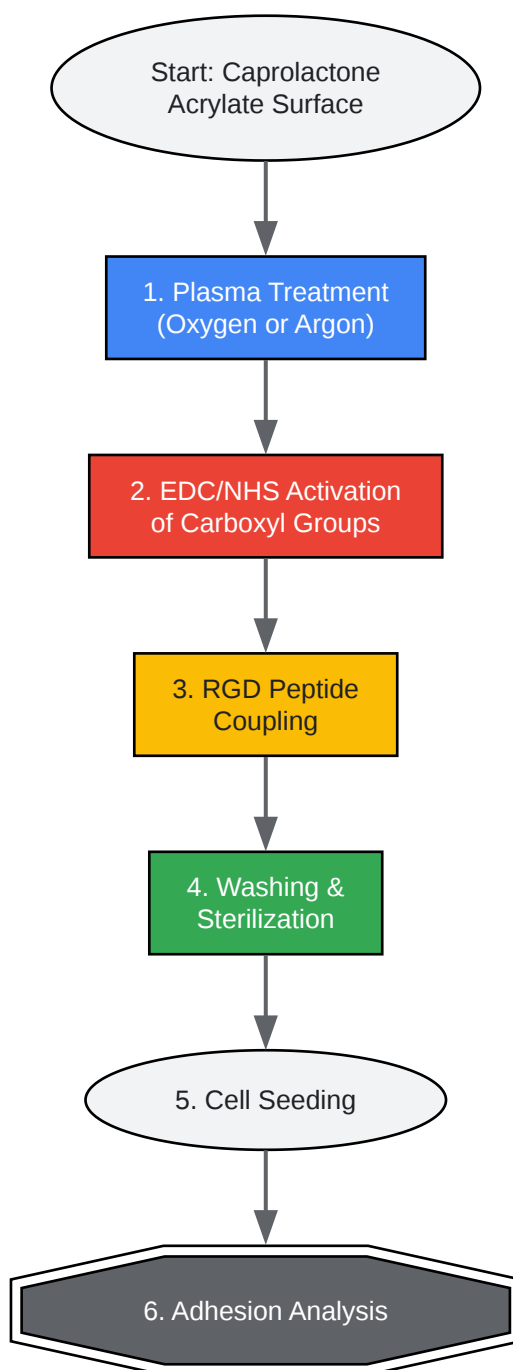 Start: Caprolactone
Acrylate Surface
1. Plasma Treatment
(Oxygen or Argon)
2. EDC/NHS Activation
of Carboxyl Groups
3. RGD Peptide
Coupling
4. Washing &
Sterilization
5. Cell Seeding
6. Adhesion Analysis